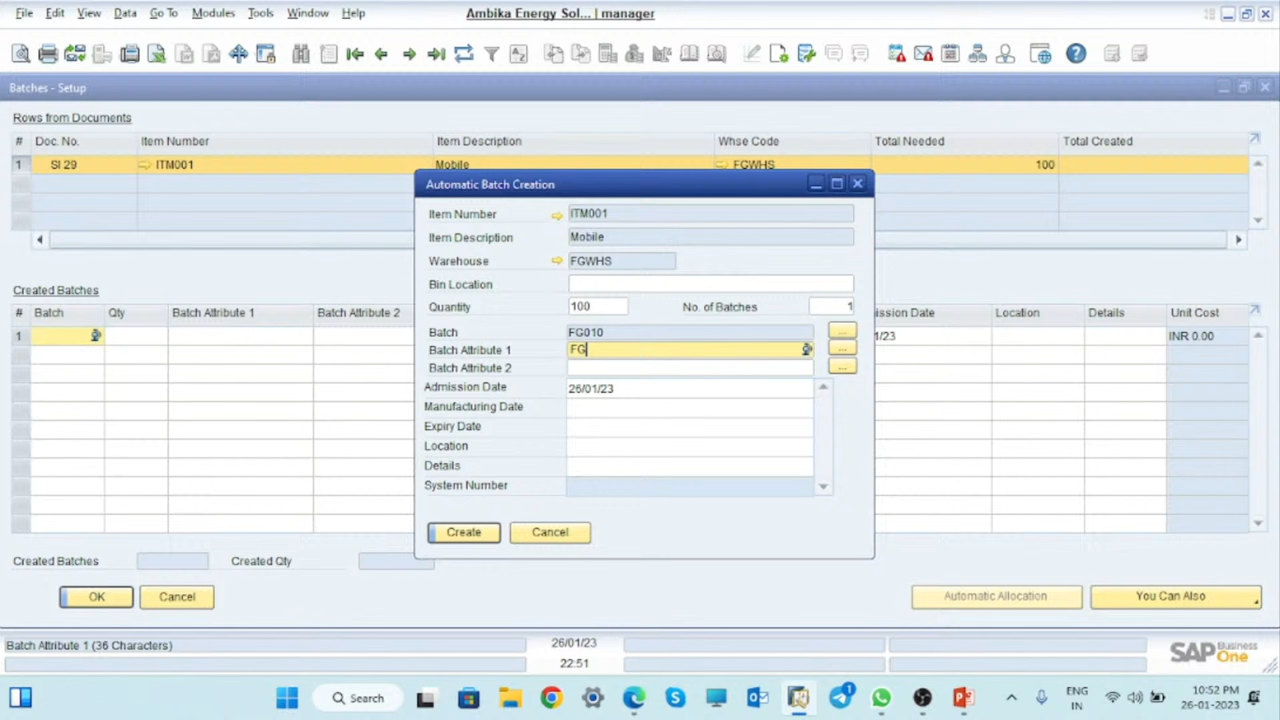 File Edit View Data Go To Modules Tools Window Help Ambika Energy Sol... | manager
Batches - Setup
Rows from Documents
# Doc. No. Item Number Item Description Whse Code Total Needed Total Created
1 SI 29 ITM001 Mobile FGWHS 100
Automatic Batch Creation
Item Number ITM001
Item Description Mobile
Warehouse FGWHS
Bin Location
Quantity 100 No. of Batches 1
Batch FG010 ...
Batch Attribute 1 FG ...
Batch Attribute 2 ...
Admission Date 26/01/23
Manufacturing Date
Expiry Date
Location
Details
System Number
Create Cancel
Created Batches
# Batch Qty Batch Attribute 1 Batch Attribute 2 ission Date Location Details Unit Cost
1 1/23 INR 0.00
Created Batches Created Qty
OK Cancel Automatic Allocation You Can Also
Batch Attribute 1 (36 Characters) 26/01/23
22:51
SAP Business One
Search 1 ENG IN 10:52 PM
26-01-2023